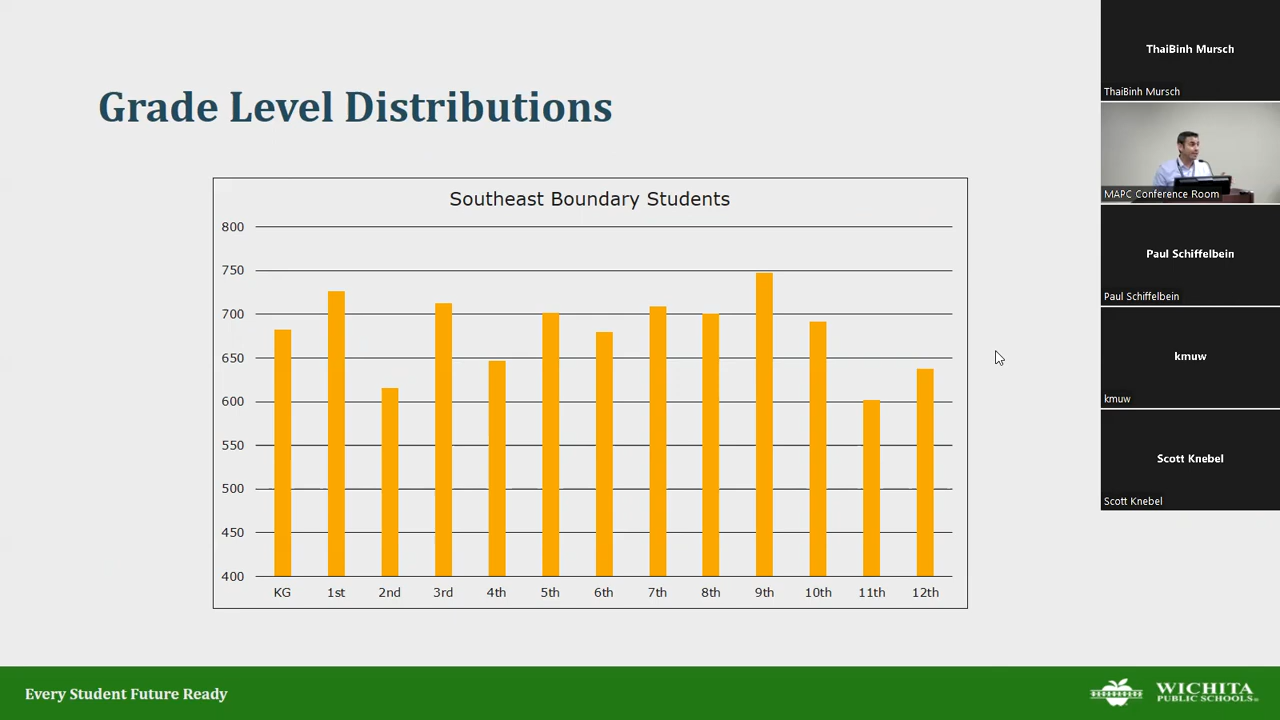 Grade Level Distributions
Southeast Boundary Students
800
750
700
650
600
550
500
450
400
KG 1st 2nd 3rd 4th 5th 6th 7th 8th 9th 10th 11th 12th
Every Student Future Ready
WICHITA
PUBLIC SCHOOLS
ThaiBinh Mursch
ThaiBinh Mursch
MAPC Conference Room
Paul Schiffelbein
Paul Schiffelbein
kmuw
kmuw
Scott Knebel
Scott Knebel